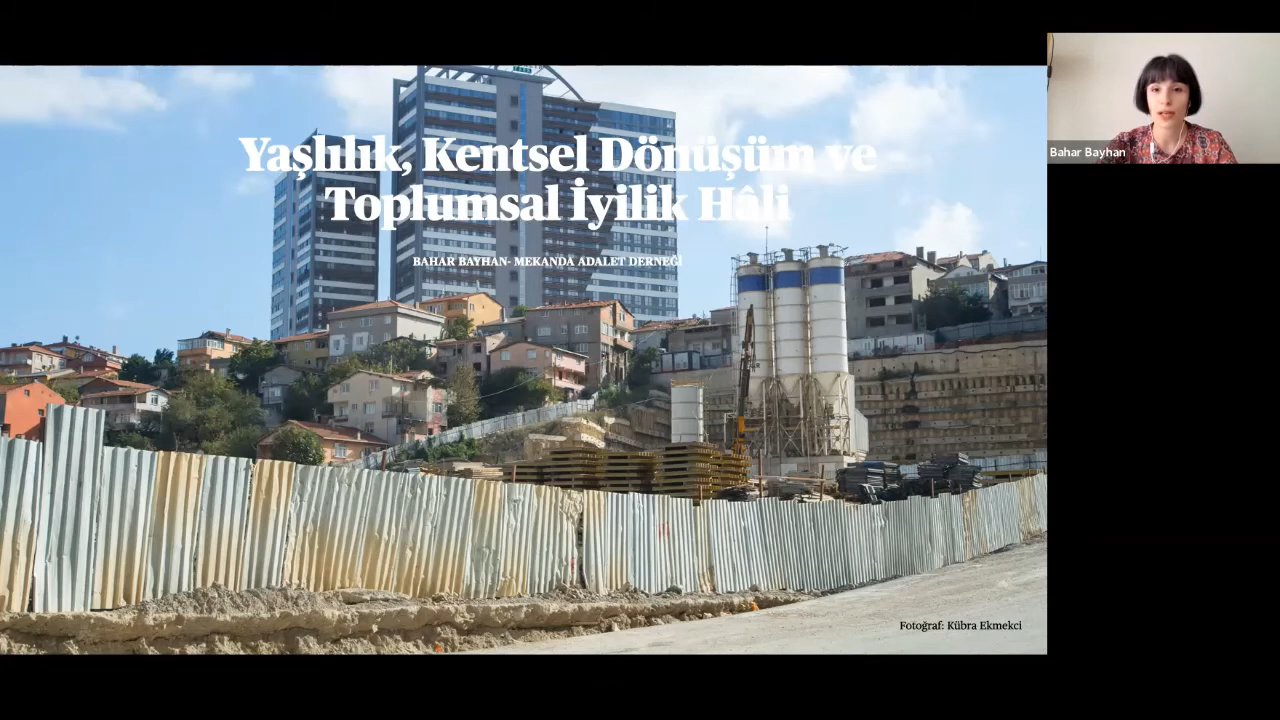 Yaşlılık, Kentsel Dönüşüm ve
Toplumsal İyilik Hâli
BAHAR BAYHAN- MEKANDA ADALET DERNEĞİ
Bahar Bayhan
Fotoğraf: Kübra Ekmekci